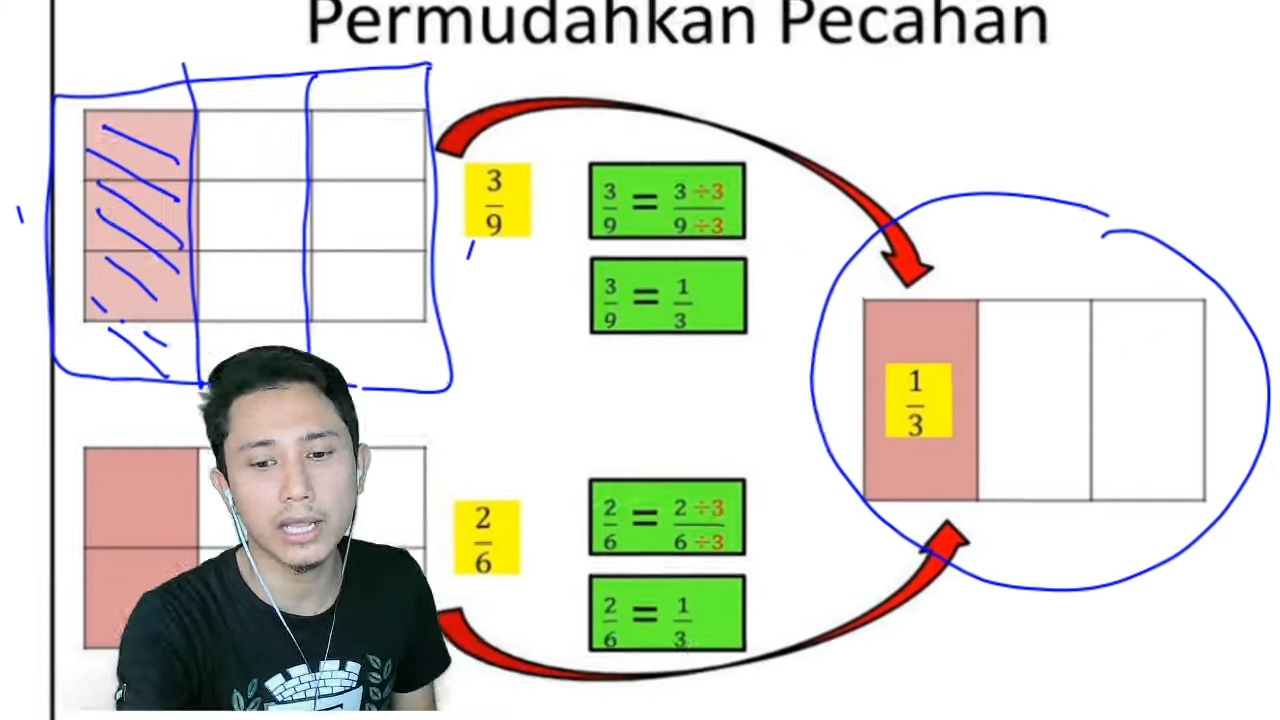 Permudahkan Pecahan
3/9
3/9 = 3 ÷3/9 ÷3
3/9 = 1/3
1/3
2/6
2/6 = 2 ÷3/6 ÷3
2/6 = 1/3